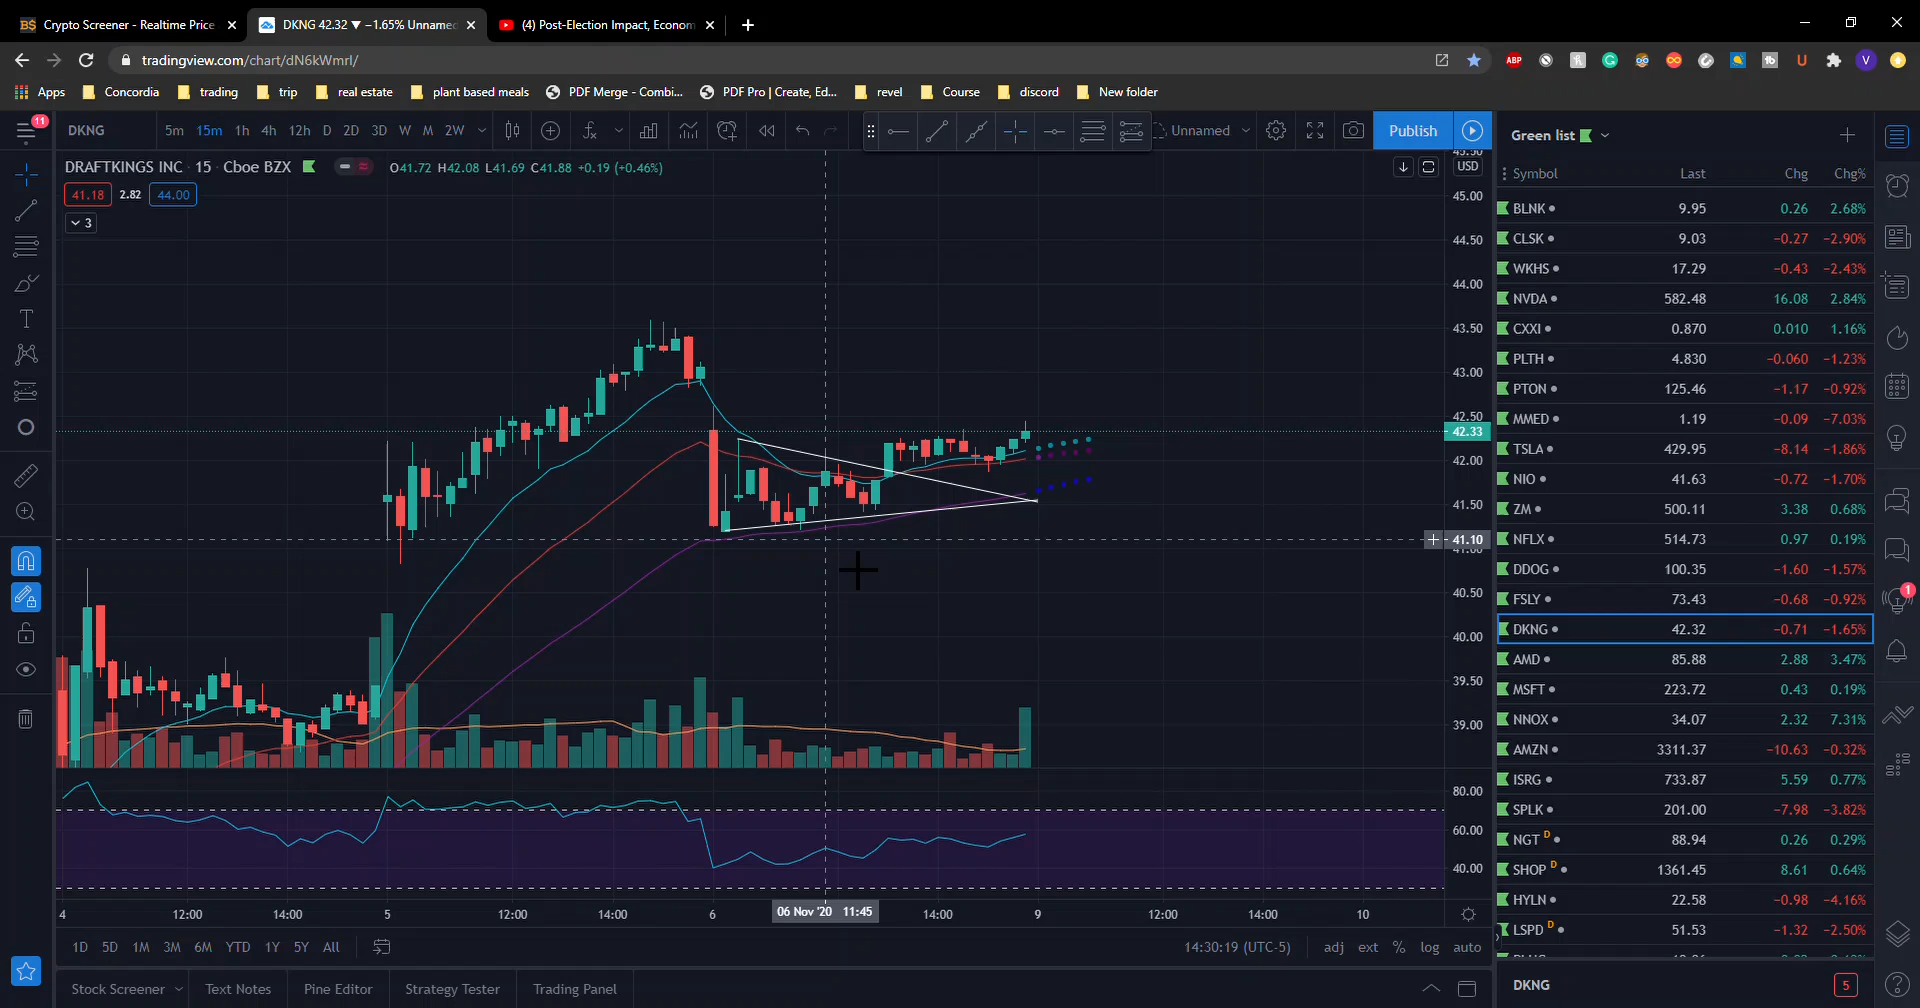 Crypto Screener - Realtime Price
DKNG 42.32 ▼ −1.65% Unnamed
(4) Post-Election Impact, Econom
tradingview.com/chart/dN6kWmrI/
ABP
V
Apps Concordia trading trip real estate plant based meals PDF Merge - Combi... PDF Pro | Create, Ed... revel Course discord New folder
11
DKNG 5m 15m 1h 4h 12h D 2D 3D W M 2W Unnamed Publish
DRAFTKINGS INC · 15 · Cboe BZX O41.72 H42.08 L41.69 C41.88 +0.19 (+0.46%)
41.18 2.82 44.00
3
USD
45.00
44.50
44.00
43.50
43.00
42.50
42.33
42.00
41.50
41.10
41.00
40.50
40.00
39.50
39.00
80.00
60.00
40.00
4 12:00 14:00 5 12:00 14:00 6 06 Nov '20 11:45 14:00 9 12:00 14:00 10
1D 5D 1M 3M 6M YTD 1Y 5Y All 14:30:19 (UTC-5) adj ext % log auto
Stock Screener Text Notes Pine Editor Strategy Tester Trading Panel
Green list
Symbol Last Chg Chg%
BLNK 9.95 0.26 2.68%
CLSK 9.03 −0.27 −2.90%
WKHS 17.29 −0.43 −2.43%
NVDA 582.48 16.08 2.84%
CXXI 0.870 0.010 1.16%
PLTH 4.830 −0.060 −1.23%
PTON 125.46 −1.17 −0.92%
MMED 1.19 −0.09 −7.03%
TSLA 429.95 −8.14 −1.86%
NIO 41.63 −0.72 −1.70%
ZM 500.11 3.38 0.68%
NFLX 514.73 0.97 0.19%
DDOG 100.35 −1.60 −1.57%
FSLY 73.43 −0.68 −0.92%
DKNG 42.32 −0.71 −1.65%
AMD 85.88 2.88 3.47%
MSFT 223.72 0.43 0.19%
NNOX 34.07 2.32 7.31%
AMZN 3311.37 −10.63 −0.32%
ISRG 733.87 5.59 0.77%
SPLK 201.00 −7.98 −3.82%
NGT D 88.94 0.26 0.29%
SHOP D 1361.45 8.61 0.64%
HYLN 22.58 −0.98 −4.16%
LSPD D 51.53 −1.32 −2.50%
DKNG 5
1